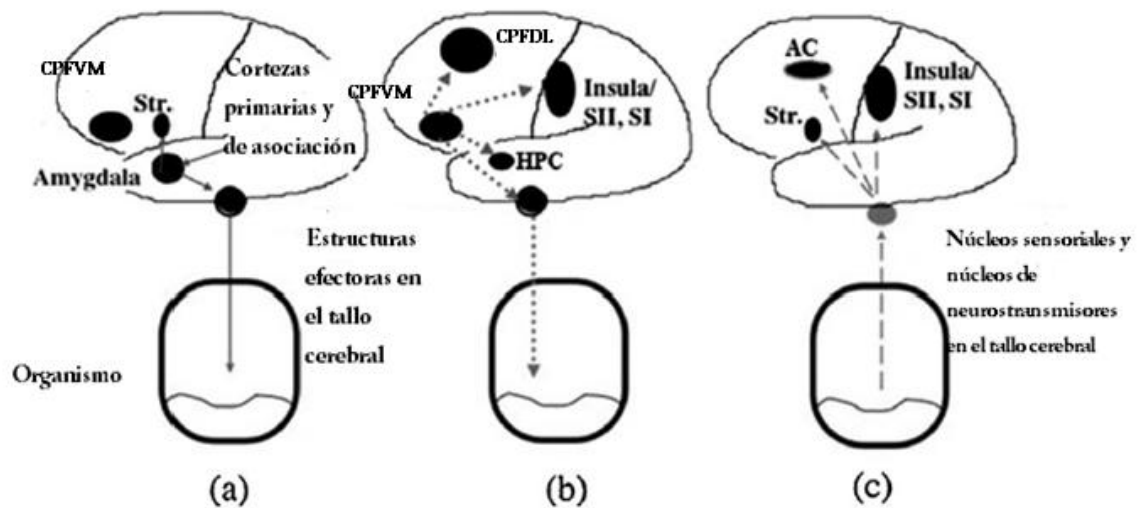 CPFVM
Str.
Cortezas
primarias y
de asociación
Amygdala
Estructuras
efectoras en
el tallo
cerebral
Organismo
(a)
CPFDL
CPFVM
Insula/
SII, SI
HPC
(b)
AC
Str.
Insula/
SII, SI
Núcleos sensoriales y
núcleos de
neurostransmisores
en el tallo cerebral
(c)